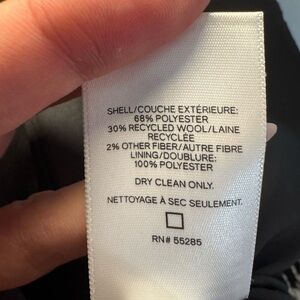 SHELL/COUCHE EXTÉRIEURE:
68% POLYESTER
30% RECYCLED WOOL/LAINE
RECYCLÉE
2% OTHER FIBER/AUTRE FIBRE
LINING/DOUBLURE:
100% POLYESTER
DRY CLEAN ONLY.
NETTOYAGE À SEC SEULEMENT.
RN# 55285